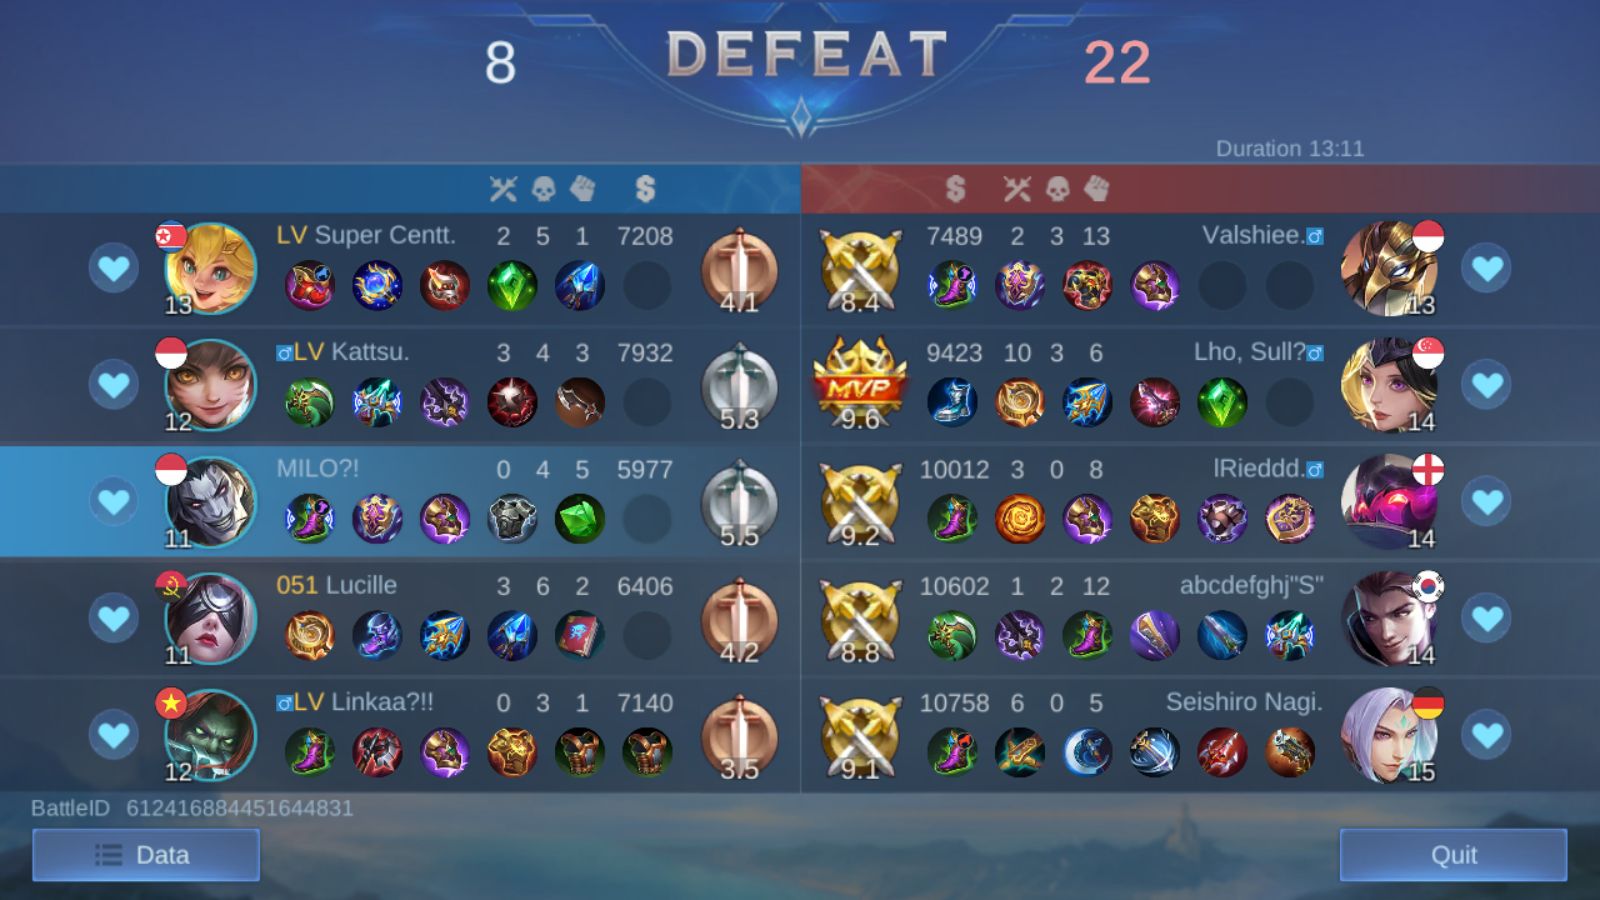 8 DEFEAT 22
Duration 13:11
LV Super Centt. 2 5 1 7208
13 4.1
7489 2 3 13 Valshiee.
8.4 13
LV Kattsu. 3 4 3 7932
12 5.3
9423 10 3 6 Lho, Sull?
MVP
9.6 14
MILO?! 0 4 5 5977
11 5.5
10012 3 0 8 lRieddd.
9.2 14
051 Lucille 3 6 2 6406
11 4.2
10602 1 2 12 abcdefghj"S"
8.8 14
LV Linkaa?!! 0 3 1 7140
12 3.5
10758 6 0 5 Seishiro Nagi.
9.1 15
BattleID 612416884451644831
Data
Quit